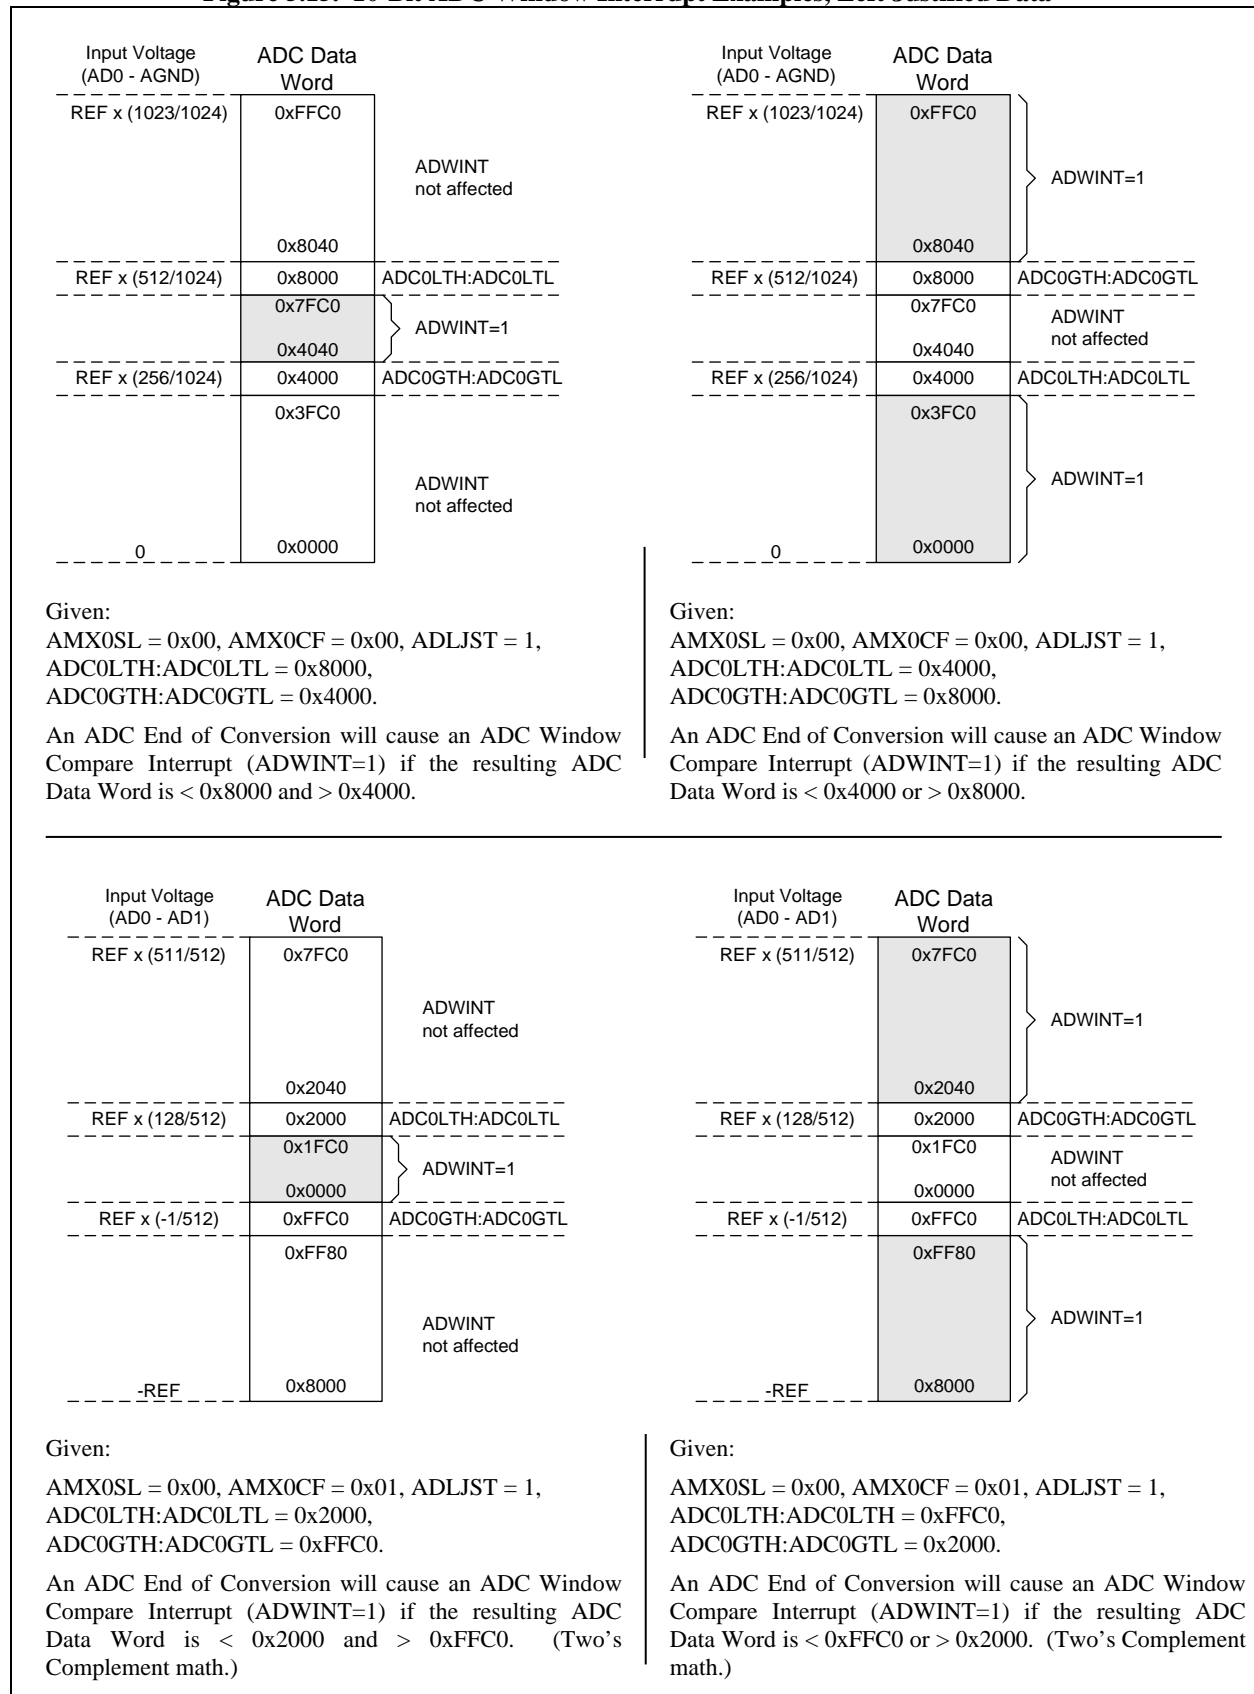 Figure 5.15. 10-Bit ADC Window Interrupt Examples, Left Justified Data
Input Voltage
(AD0 - AGND)
ADC Data
Word
REF x (1023/1024)
0xFFC0
ADWINT
not affected
0x8040
REF x (512/1024)
0x8000
ADC0LTH:ADC0LTL
0x7FC0
ADWINT=1
0x4040
REF x (256/1024)
0x4000
ADC0GTH:ADC0GTL
0x3FC0
ADWINT
not affected
0
0x0000
Given:
AMX0SL = 0x00, AMX0CF = 0x00, ADLJST = 1,
ADC0LTH:ADC0LTL = 0x8000,
ADC0GTH:ADC0GTL = 0x4000.
An ADC End of Conversion will cause an ADC Window
Compare Interrupt (ADWINT=1) if the resulting ADC
Data Word is < 0x8000 and > 0x4000.
Input Voltage
(AD0 - AGND)
ADC Data
Word
REF x (1023/1024)
0xFFC0
ADWINT=1
0x8040
REF x (512/1024)
0x8000
ADC0GTH:ADC0GTL
0x7FC0
ADWINT
not affected
0x4040
REF x (256/1024)
0x4000
ADC0LTH:ADC0LTL
0x3FC0
ADWINT=1
0
0x0000
Given:
AMX0SL = 0x00, AMX0CF = 0x00, ADLJST = 1,
ADC0LTH:ADC0LTL = 0x4000,
ADC0GTH:ADC0GTL = 0x8000.
An ADC End of Conversion will cause an ADC Window
Compare Interrupt (ADWINT=1) if the resulting ADC
Data Word is < 0x4000 or > 0x8000.
Input Voltage
(AD0 - AD1)
ADC Data
Word
REF x (511/512)
0x7FC0
ADWINT
not affected
0x2040
REF x (128/512)
0x2000
ADC0LTH:ADC0LTL
0x1FC0
ADWINT=1
0x0000
REF x (-1/512)
0xFFC0
ADC0GTH:ADC0GTL
0xFF80
ADWINT
not affected
-REF
0x8000
Given:
AMX0SL = 0x00, AMX0CF = 0x01, ADLJST = 1,
ADC0LTH:ADC0LTL = 0x2000,
ADC0GTH:ADC0GTL = 0xFFC0.
An ADC End of Conversion will cause an ADC Window
Compare Interrupt (ADWINT=1) if the resulting ADC
Data Word is < 0x2000 and > 0xFFC0. (Two's
Complement math.)
Input Voltage
(AD0 - AD1)
ADC Data
Word
REF x (511/512)
0x7FC0
ADWINT=1
0x2040
REF x (128/512)
0x2000
ADC0GTH:ADC0GTL
0x1FC0
ADWINT
not affected
0x0000
REF x (-1/512)
0xFFC0
ADC0LTH:ADC0LTL
0xFF80
ADWINT=1
-REF
0x8000
Given:
AMX0SL = 0x00, AMX0CF = 0x01, ADLJST = 1,
ADC0LTH:ADC0LTH = 0xFFC0,
ADC0GTH:ADC0GTL = 0x2000.
An ADC End of Conversion will cause an ADC Window
Compare Interrupt (ADWINT=1) if the resulting ADC
Data Word is < 0xFFC0 or > 0x2000. (Two's Complement
math.)